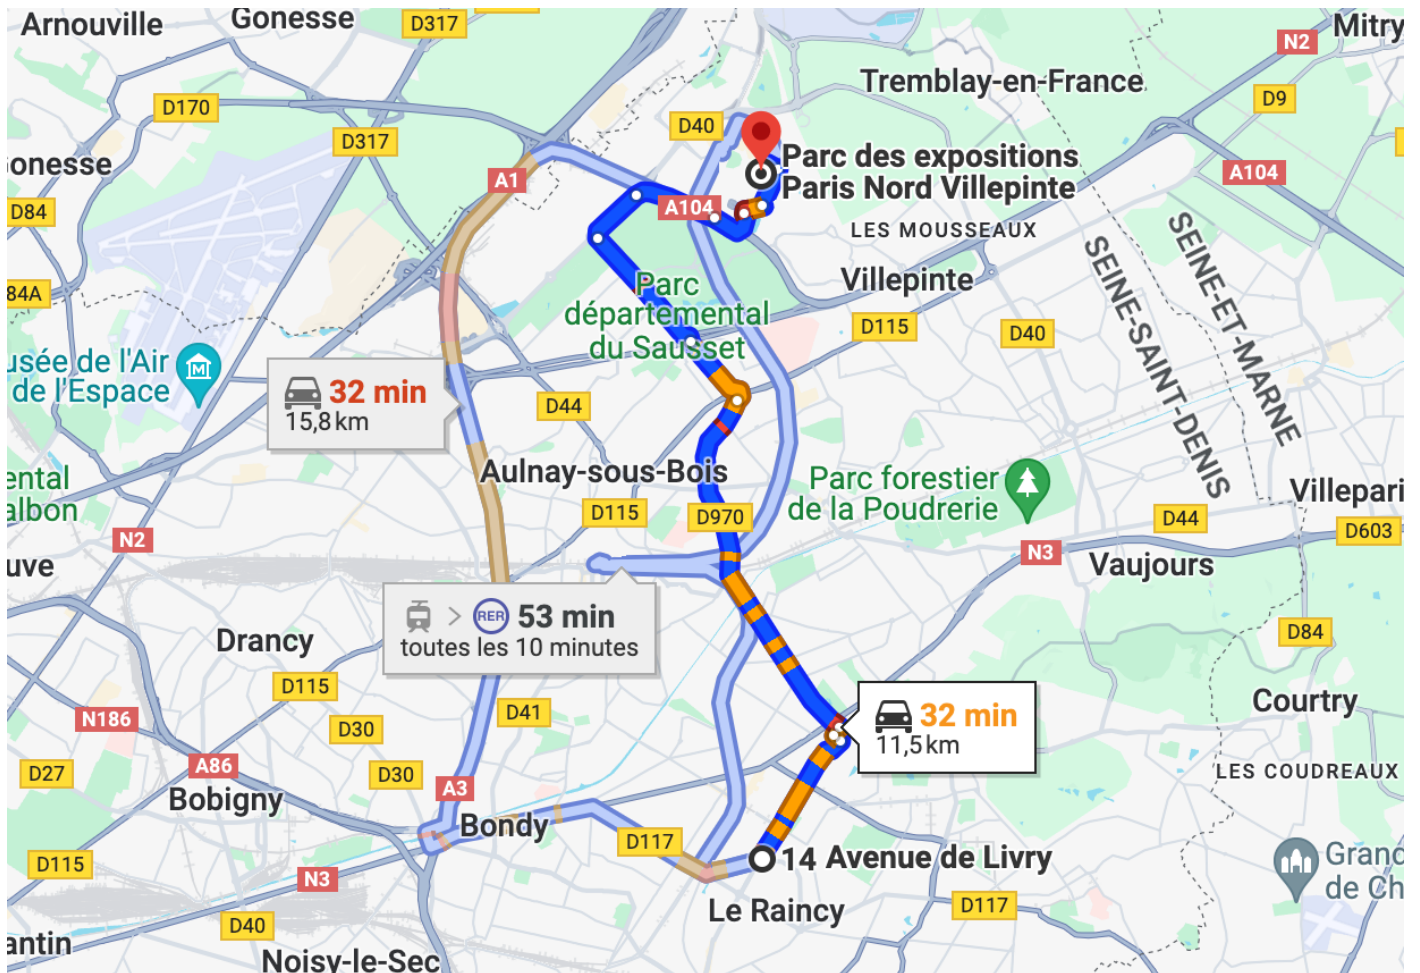 Arnouville
Gonesse
D317
Mitry
N2
Tremblay-en-France
D9
D170
D40
D317
Gonesse
Parc des expositions
Paris Nord Villepinte
A1
A104
D84
A104
LES MOUSSEAUX
SEINE-ET-MARNE
SEINE-SAINT-DENIS
Villepinte
84A
Parc
départemental
du Sausset
D115
D40
usée de l'Air
de l'Espace
M
32 min
15,8 km
D44
Aulnay-sous-Bois
Parc forestier
de la Poudrerie
ental
albon
Villepari
D115
D970
D44
D603
N2
N3
uve
Vaujours
RER
53 min
toutes les 10 minutes
Drancy
D84
D115
Courtry
N186
D30
D41
32 min
11,5 km
A86
D27
D30
A3
LES COUDREAUX
Bobigny
Bondy
D117
14 Avenue de Livry
D115
N3
Grand
de Ch
Le Raincy
D117
D40
antin
Noisy-le-Sec